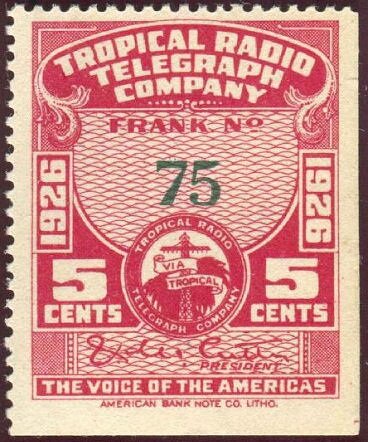 TROPICAL RADIO
TELEGRAPH
COMPANY
FRANK No
75
1926
1926
TROPICAL RADIO
VIA
TROPICAL
TELEGRAPH COMPANY
5 CENTS
5 CENTS
PRESIDENT
THE VOICE OF THE AMERICAS
AMERICAN BANK NOTE CO. LITHO.